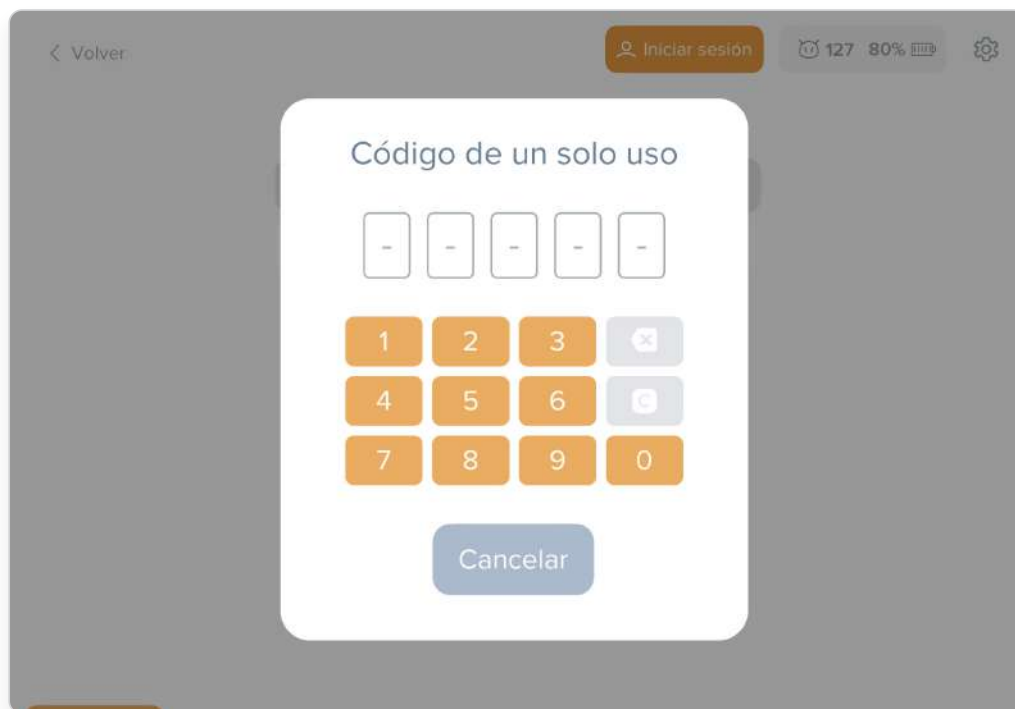 Volver
Iniciar sesión
127 80%
Código de un solo uso
- - - - -
1 2 3
4 5 6 C
7 8 9 0
Cancelar